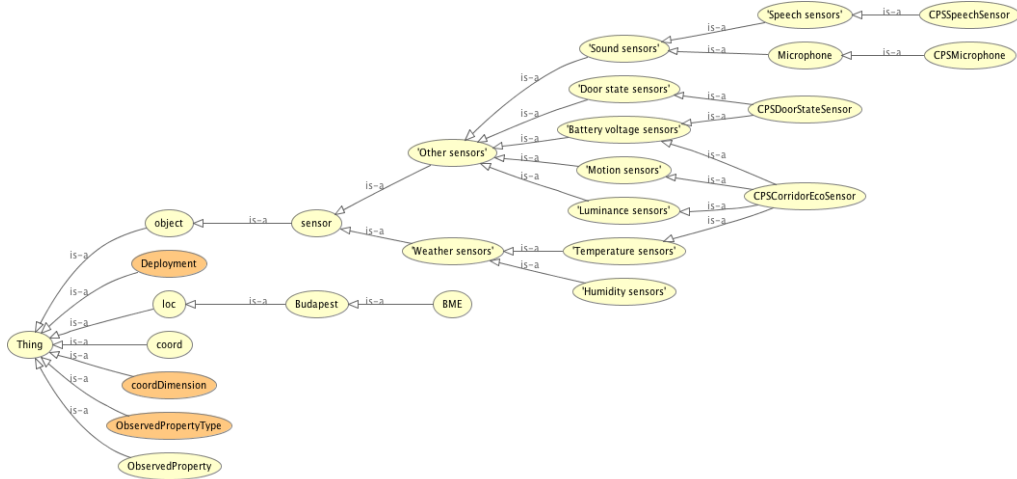 'Speech sensors'
is-a
CPSSpeechSensor
is-a
'Sound sensors'
is-a
Microphone
is-a
CPSMicrophone
is-a
'Door state sensors'
is-a
CPSDoorStateSensor
is-a
is-a
'Battery voltage sensors'
is-a
is-a
'Other sensors'
is-a
'Motion sensors'
is-a
is-a
CPSCorridorEcoSensor
is-a
'Luminance sensors'
is-a
is-a
object
is-a
sensor
is-a
'Weather sensors'
is-a
'Temperature sensors'
is-a
is-a
Deployment
'Humidity sensors'
is-a
loc
is-a
Budapest
is-a
BME
is-a
Thing
is-a
coord
is-a
coordDimension
is-a
ObservedPropertyType
is-a
ObservedProperty